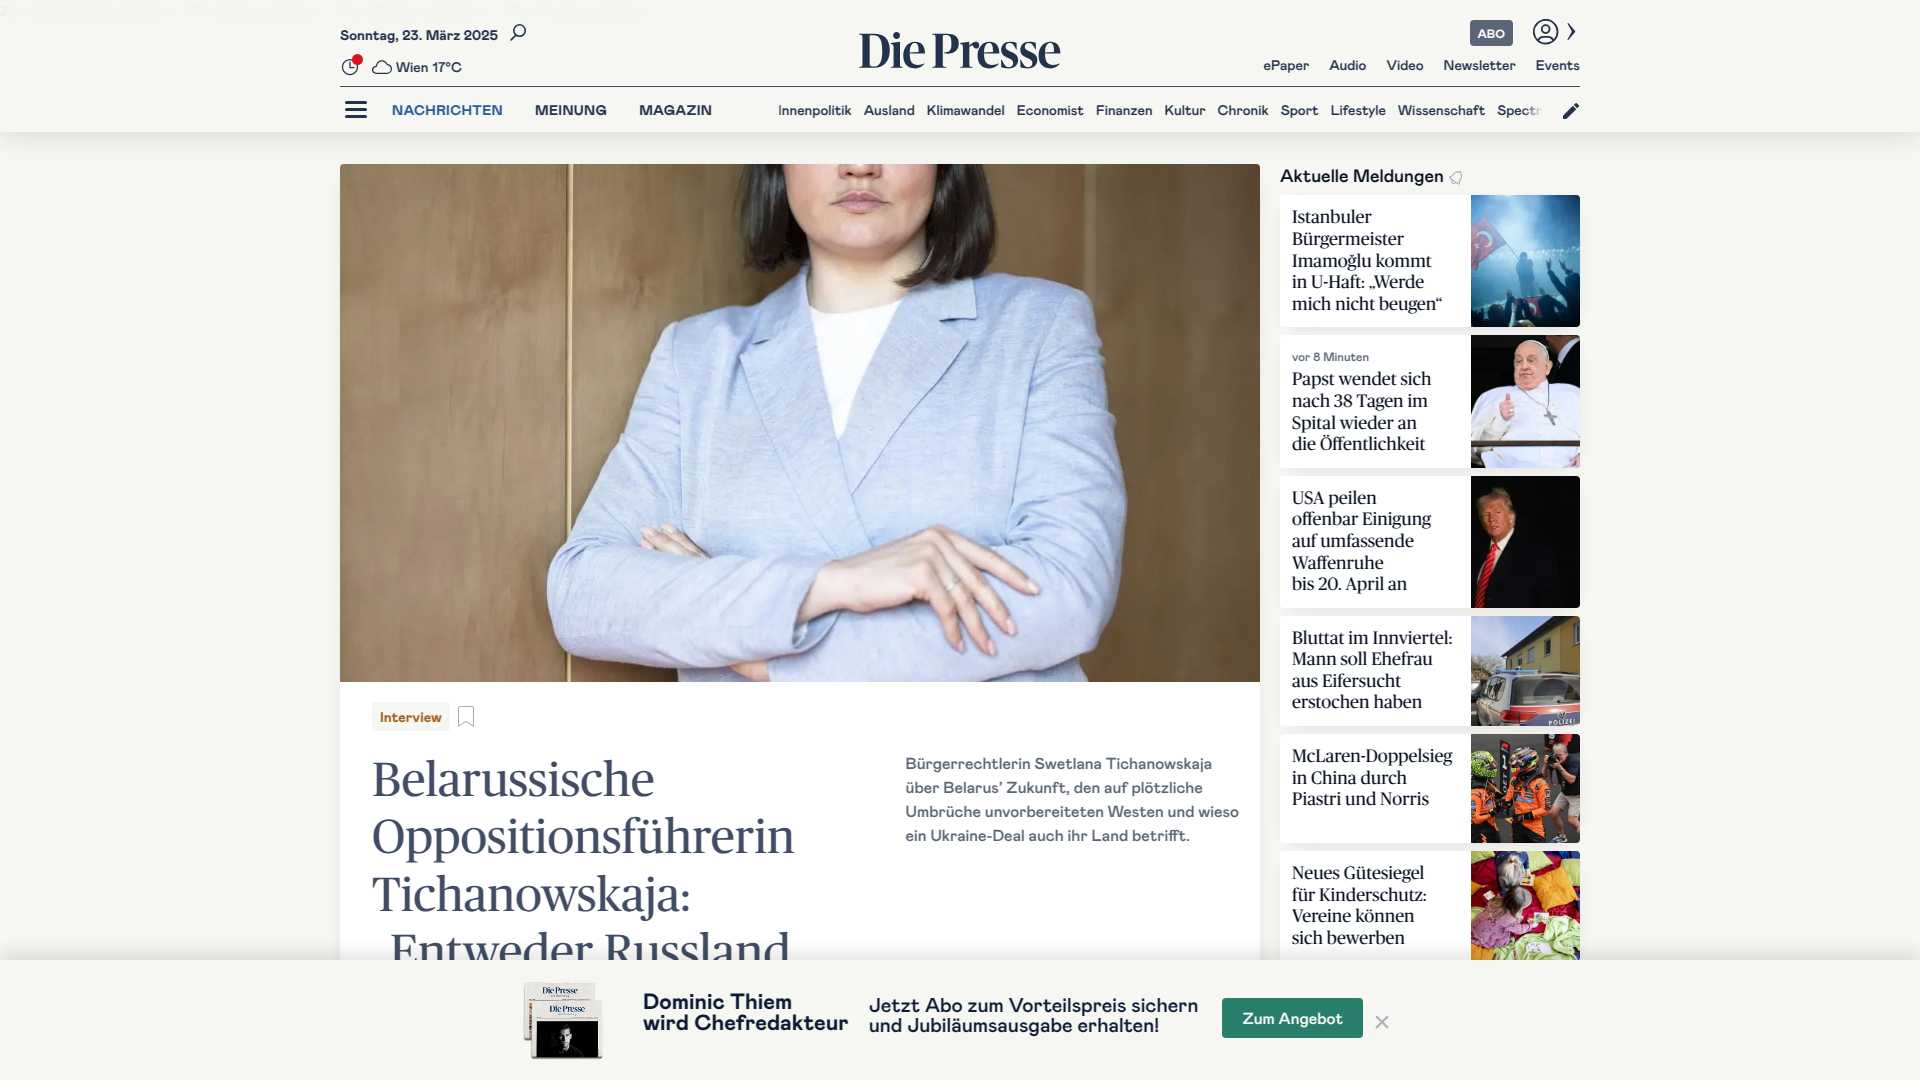 Sonntag, 23. März 2025
Wien 17°C
Die Presse
ABO
ePaper Audio Video Newsletter Events
NACHRICHTEN MEINUNG MAGAZIN
Innenpolitik Ausland Klimawandel Economist Finanzen Kultur Chronik Sport Lifestyle Wissenschaft Spectr
Interview
Belarussische
Oppositionsführerin
Tichanowskaja:
„Entweder Russland
Bürgerrechtlerin Swetlana Tichanowskaja
über Belarus’ Zukunft, den auf plötzliche
Umbrüche unvorbereiteten Westen und wieso
ein Ukraine-Deal auch ihr Land betrifft.
Aktuelle Meldungen
Istanbuler
Bürgermeister
Imamoğlu kommt
in U-Haft: „Werde
mich nicht beugen“
vor 8 Minuten
Papst wendet sich
nach 38 Tagen im
Spital wieder an
die Öffentlichkeit
USA peilen
offenbar Einigung
auf umfassende
Waffenruhe
bis 20. April an
Bluttat im Innviertel:
Mann soll Ehefrau
aus Eifersucht
erstochen haben
POLIZEI
McLaren-Doppelsieg
in China durch
Piastri und Norris
Neues Gütesiegel
für Kinderschutz:
Vereine können
sich bewerben
Die Presse
Die Presse
Dominic Thiem
wird Chefredakteur
Jetzt Abo zum Vorteilspreis sichern
und Jubiläumsausgabe erhalten!
Zum Angebot